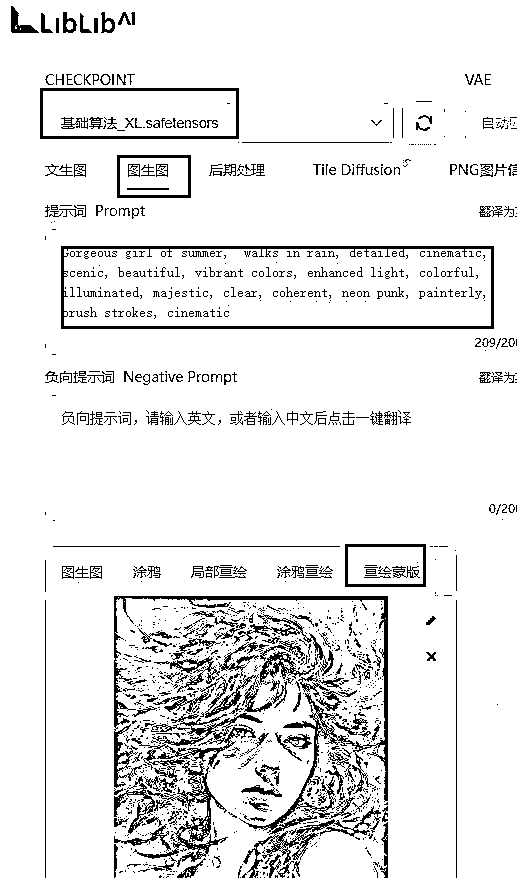 LibLibAI
CHECKPOINT
VAE
基础算法_XL.safetensors
文生图
图生图
后期处理
Tile Diffusion
PNG图片信
提示词 Prompt
翻译为
Gorgeous girl of summer, walks in rain, detailed, cinematic,
scenic, beautiful, vibrant colors, enhanced light, colorful,
illuminated, majestic, clear, coherent, neon punk, painterly,
brush strokes, cinematic
209/200
负向提示词 Negative Prompt
翻译为
负向提示词，请输入英文，或者输入中文后点击一键翻译
0/200
图生图
涂鸦
局部重绘
涂鸦重绘
重绘蒙版